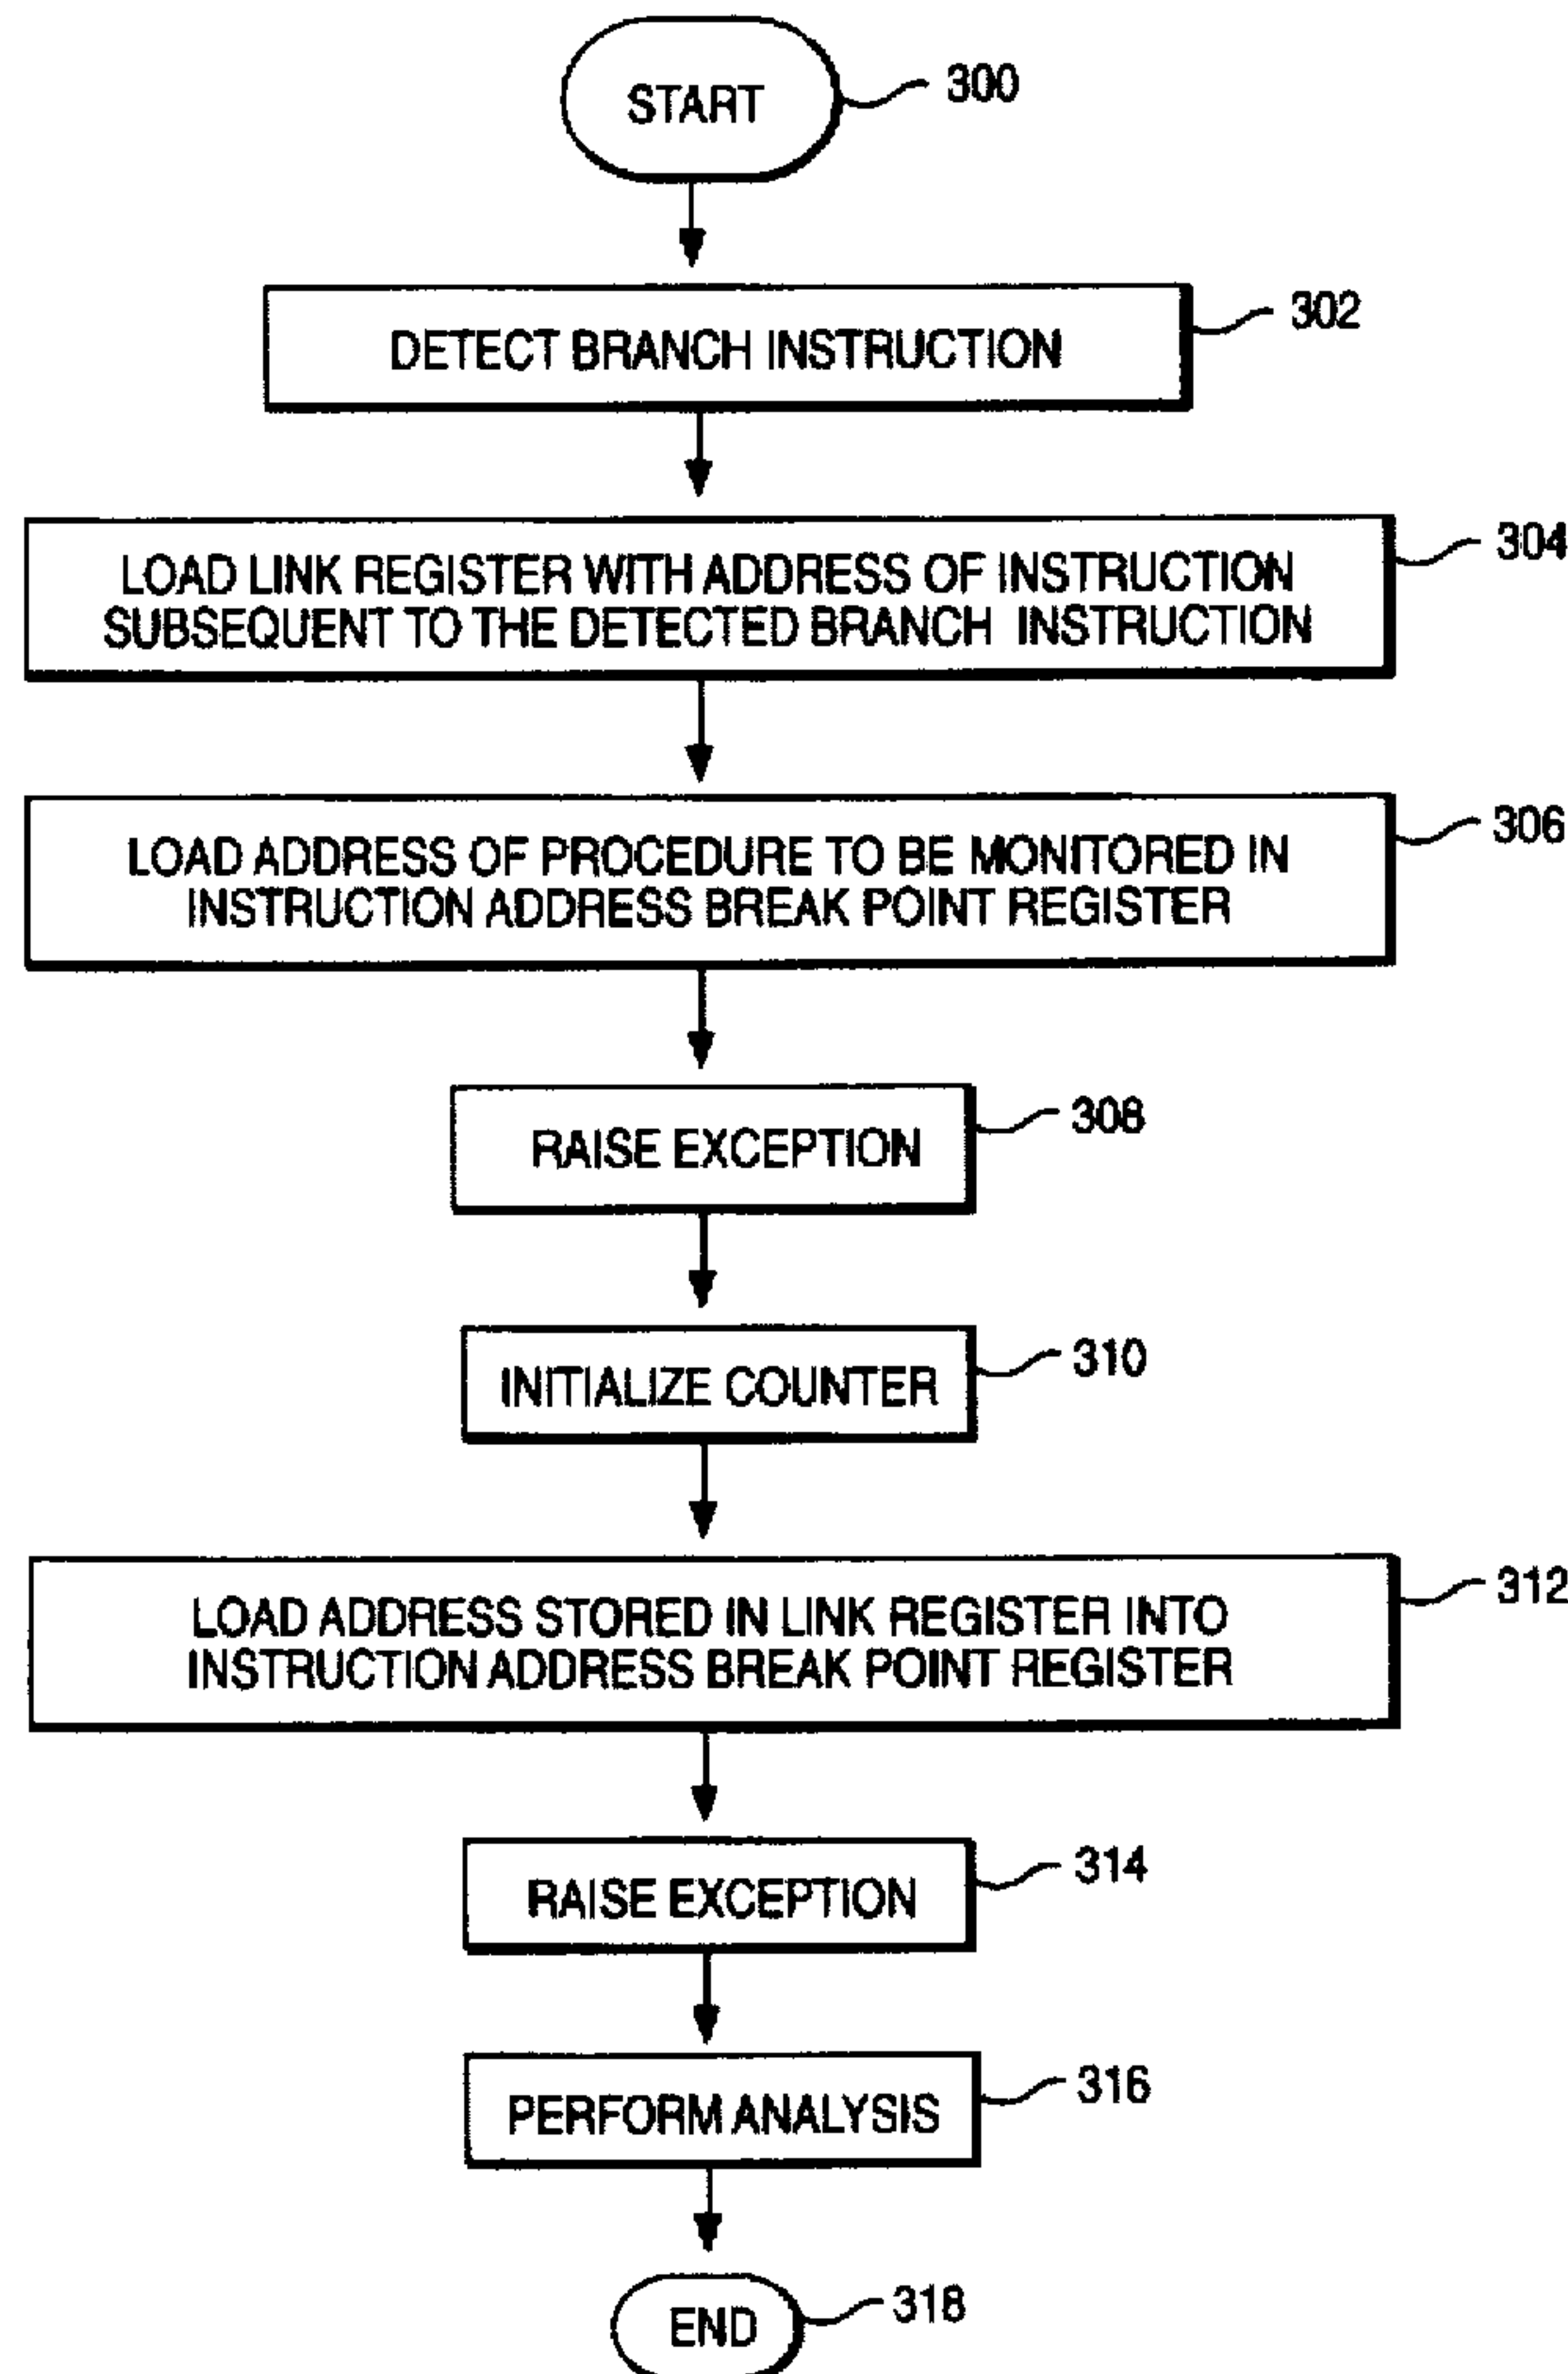 START
300
DETECT BRANCH INSTRUCTION
302
LOAD LINK REGISTER WITH ADDRESS OF INSTRUCTION
SUBSEQUENT TO THE DETECTED BRANCH INSTRUCTION
304
LOAD ADDRESS OF PROCEDURE TO BE MONITORED IN
INSTRUCTION ADDRESS BREAK POINT REGISTER
306
RAISE EXCEPTION
308
INITIALIZE COUNTER
310
LOAD ADDRESS STORED IN LINK REGISTER INTO
INSTRUCTION ADDRESS BREAK POINT REGISTER
312
RAISE EXCEPTION
314
PERFORM ANALYSIS
316
END
318